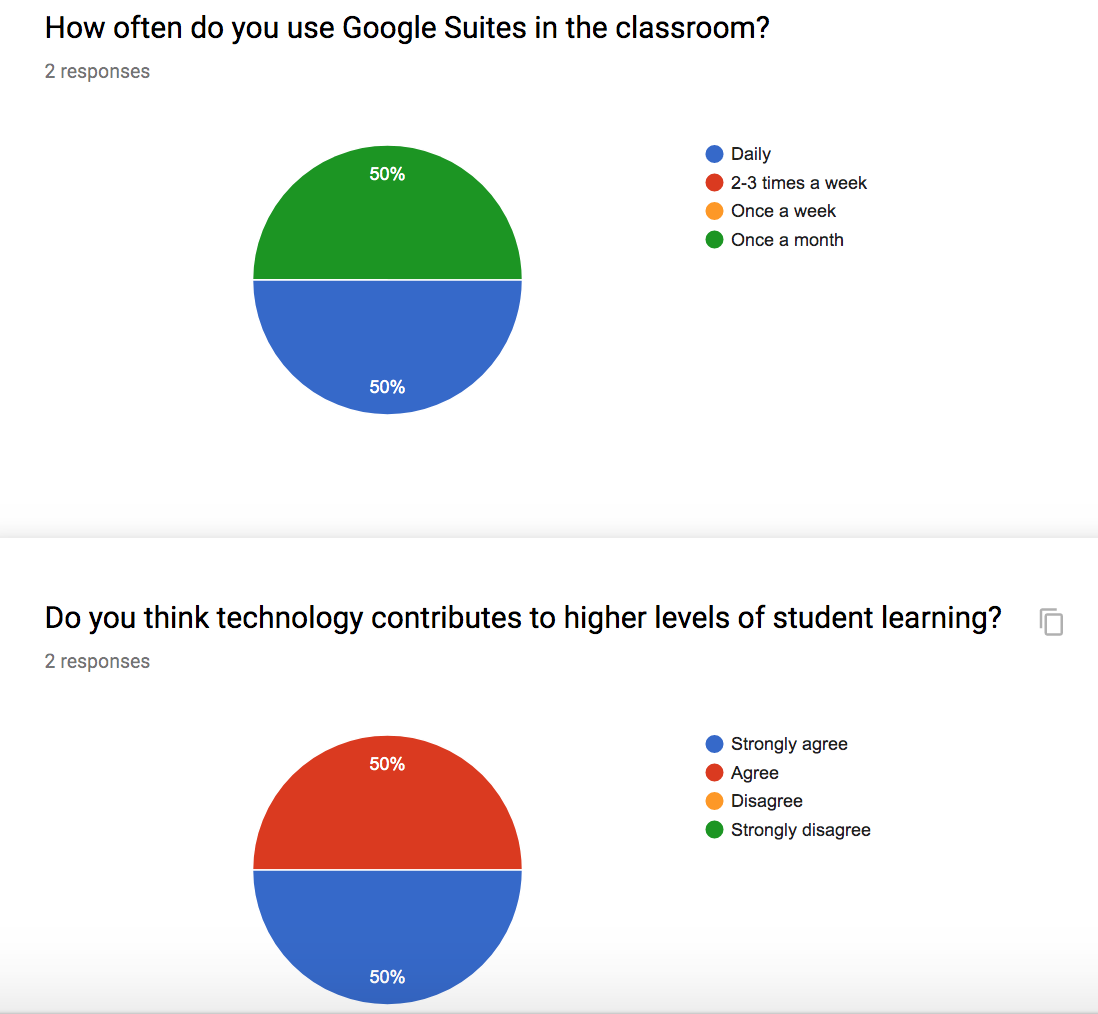 How often do you use Google Suites in the classroom?
2 responses
50%
50%
Daily
2-3 times a week
Once a week
Once a month
Do you think technology contributes to higher levels of student learning?
2 responses
50%
50%
Strongly agree
Agree
Disagree
Strongly disagree